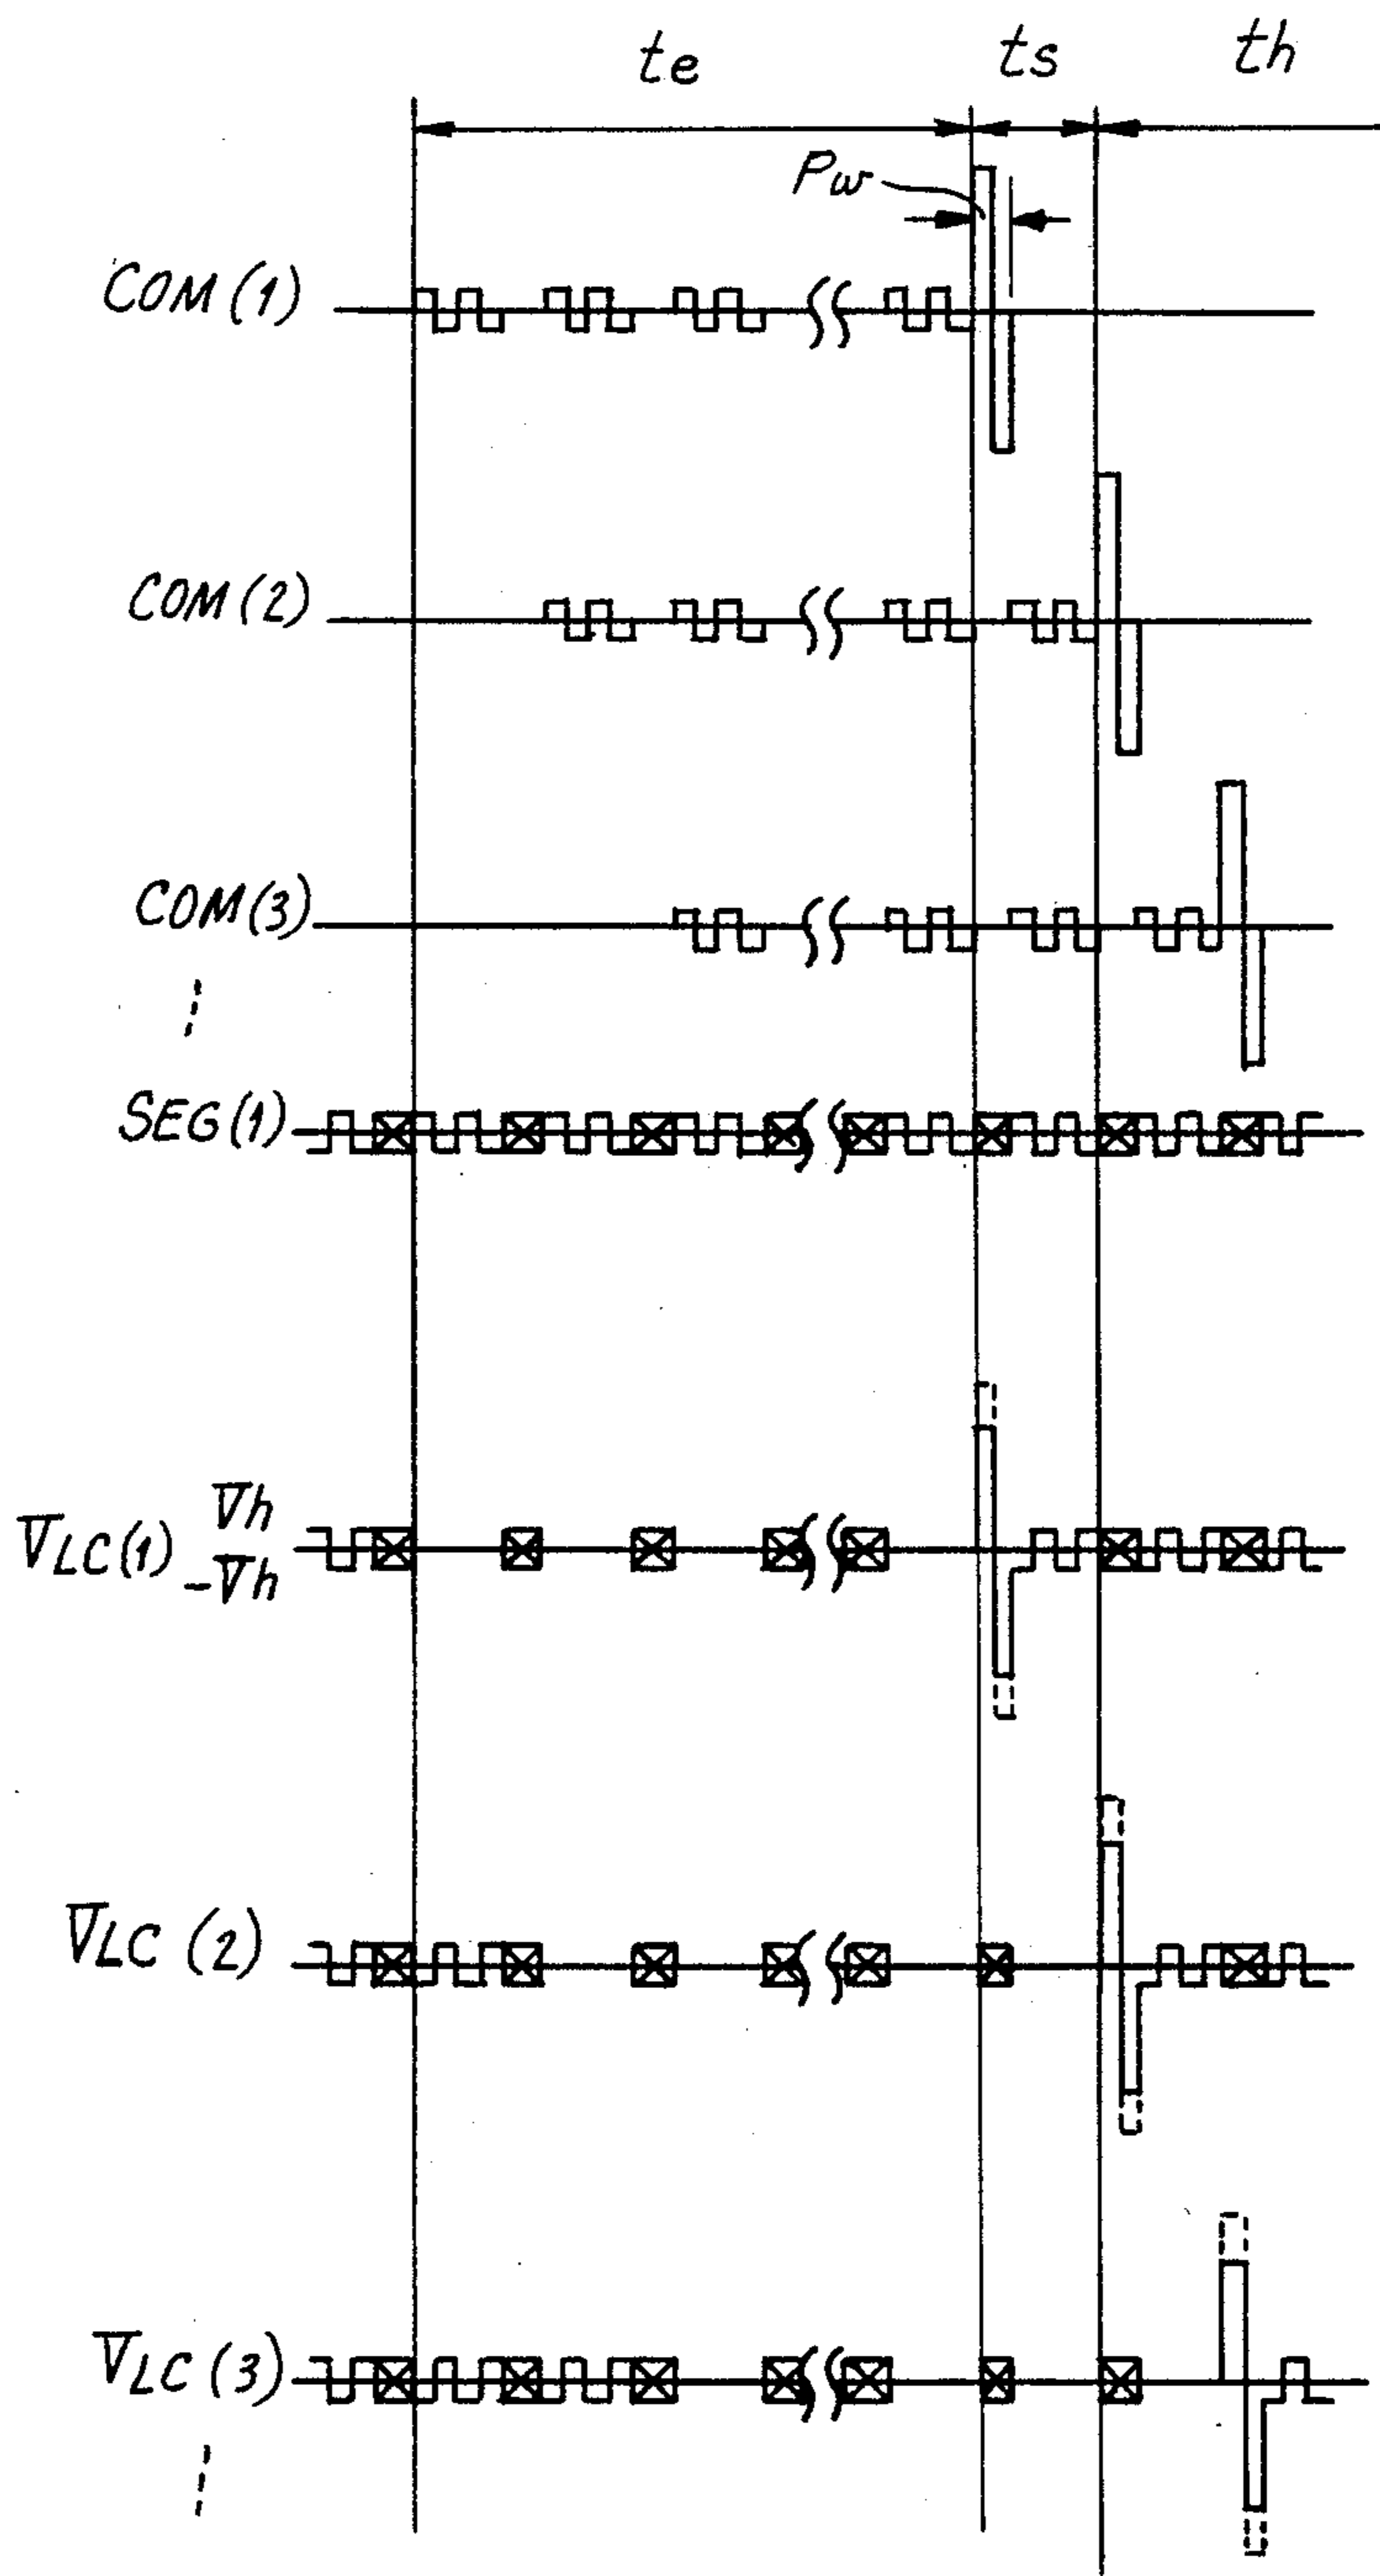 te ts th
Pw
COM(1)
COM(2)
COM(3)
SEG(1)
VLC(1) Vh
-Vh
VLC (2)
VLC (3)